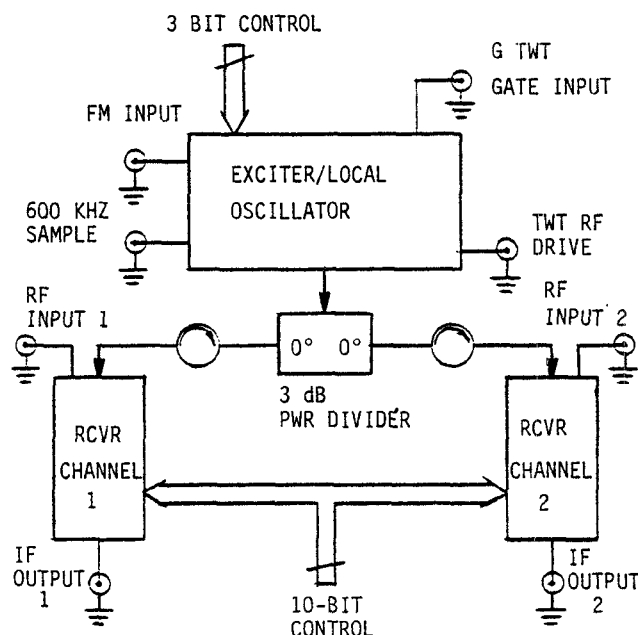 3 BIT CONTROL
G TWT
GATE INPUT
FM INPUT
EXCITER/LOCAL
OSCILLATOR
600 KHZ
SAMPLE
TWT RF
DRIVE
RF
INPUT 1
RF
INPUT 2
0° 0°
3 dB
PWR DIVIDER
RCVR
CHANNEL
1
RCVR
CHANNEL
2
IF
OUTPUT
1
IF
OUTPUT
2
10-BIT
CONTROL